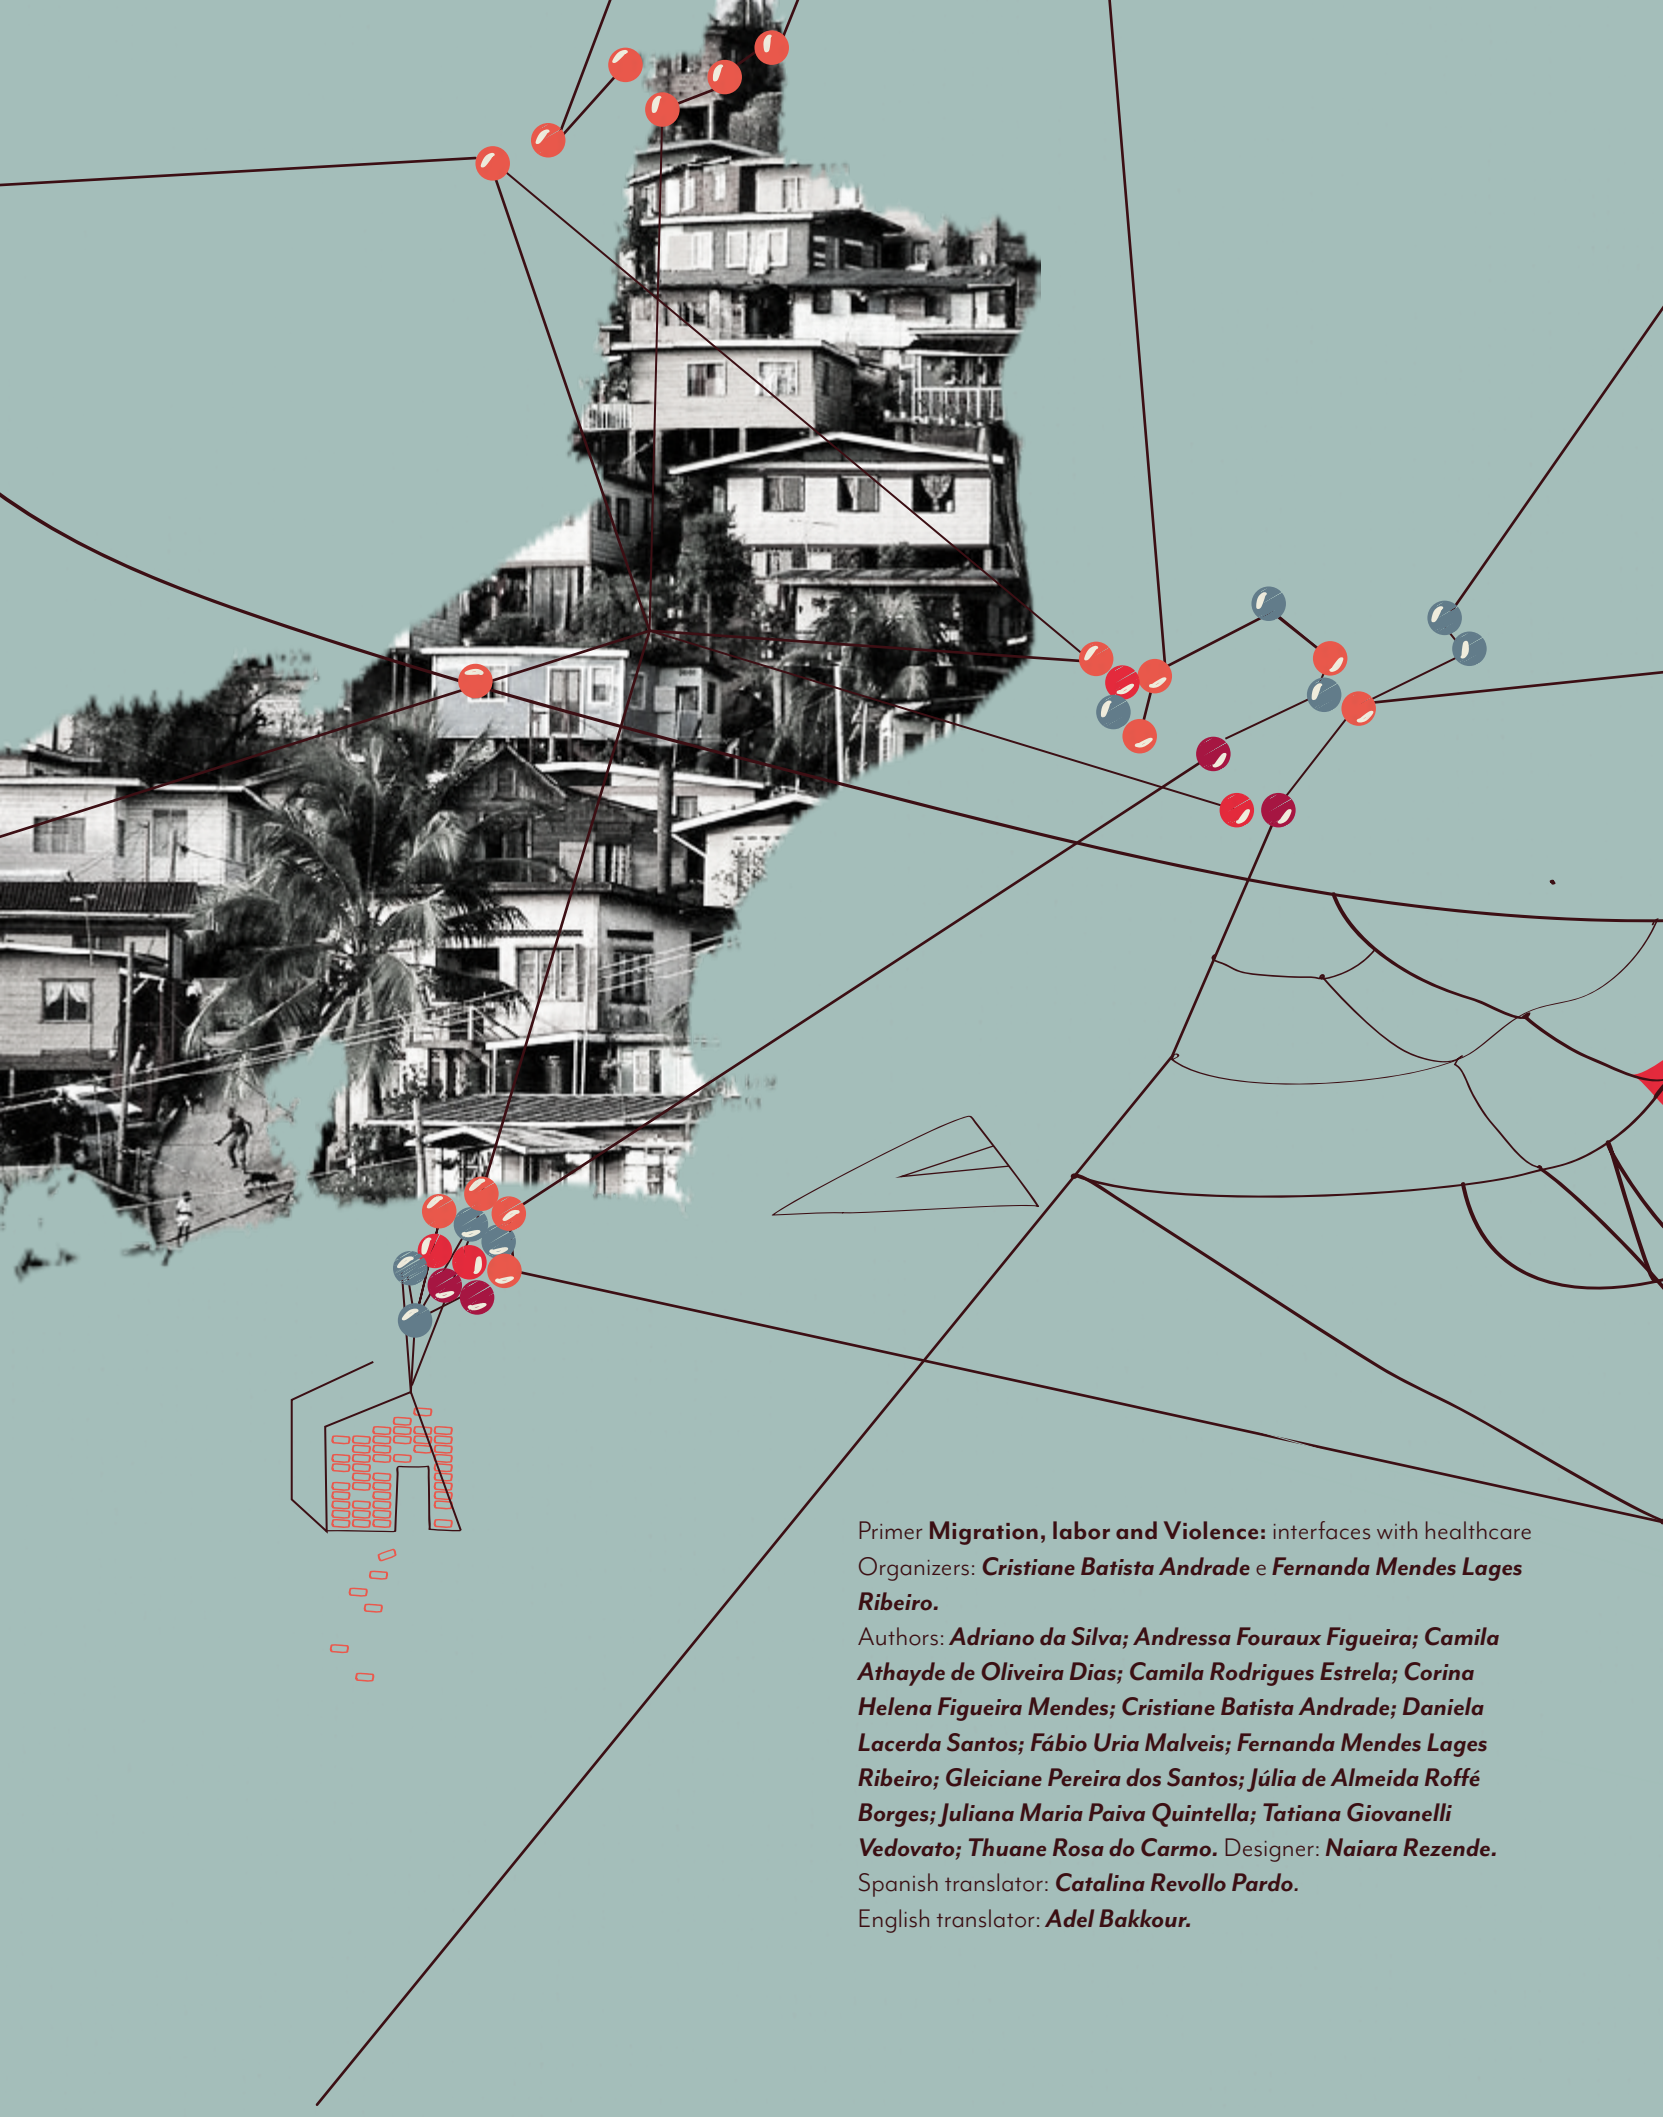 Primer Migration, labor and Violence: interfaces with healthcare
Organizers: Cristiane Batista Andrade e Fernanda Mendes Lages
Ribeiro.
Authors: Adriano da Silva; Andressa Fouraux Figueira; Camila
Athayde de Oliveira Dias; Camila Rodrigues Estrela; Corina
Helena Figueira Mendes; Cristiane Batista Andrade; Daniela
Lacerda Santos; Fábio Uria Malveis; Fernanda Mendes Lages
Ribeiro; Gleiciane Pereira dos Santos; Júlia de Almeida Roffé
Borges; Juliana Maria Paiva Quintella; Tatiana Giovanelli
Vedovato; Thuane Rosa do Carmo. Designer: Naiara Rezende.
Spanish translator: Catalina Revollo Pardo.
English translator: Adel Bakkour.